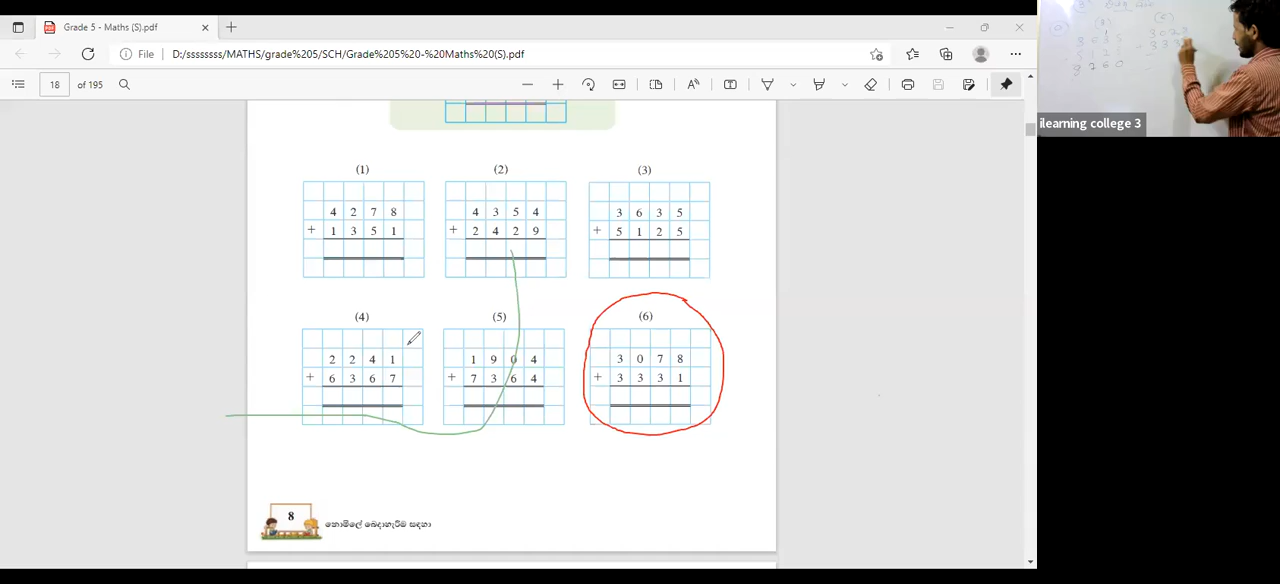 Grade 5 - Maths (S).pdf
File D:/ssssssss/MATHS/grade%205/SCH/Grade%205%20-%20Maths%20(S).pdf
18 of 195
ilearning college 3
(1) (2) (3)
4 2 7 8 4 3 5 4 3 6 3 5
+ 1 3 5 1 + 2 4 2 9 + 5 1 2 5
(4) (5) (6)
2 2 4 1 1 9 0 4 3 0 7 8
+ 6 3 6 7 + 7 3 6 4 + 3 3 3 1
8 නොමිලේ බෙදාහැරීම සඳහා